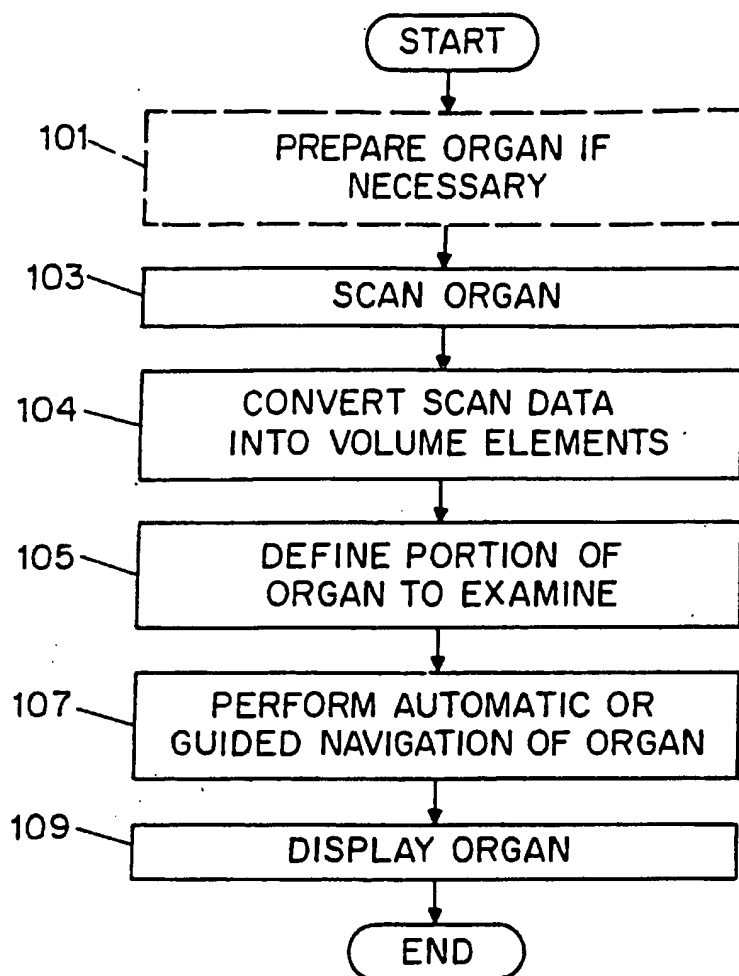 START
101
PREPARE ORGAN IF
NECESSARY
103
SCAN ORGAN
104
CONVERT SCAN DATA
INTO VOLUME ELEMENTS
105
DEFINE PORTION OF
ORGAN TO EXAMINE
107
PERFORM AUTOMATIC OR
GUIDED NAVIGATION OF ORGAN
109
DISPLAY ORGAN
END